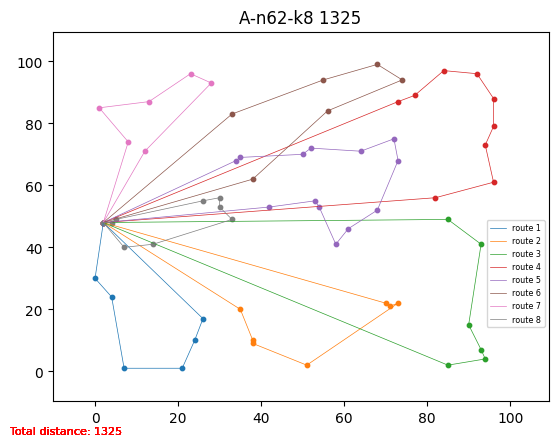 A-n62-k8 1325
100
80
60
40
20
0
0 20 40 60 80 100
route 1
route 2
route 3
route 4
route 5
route 6
route 7
route 8
Total distance: 1325